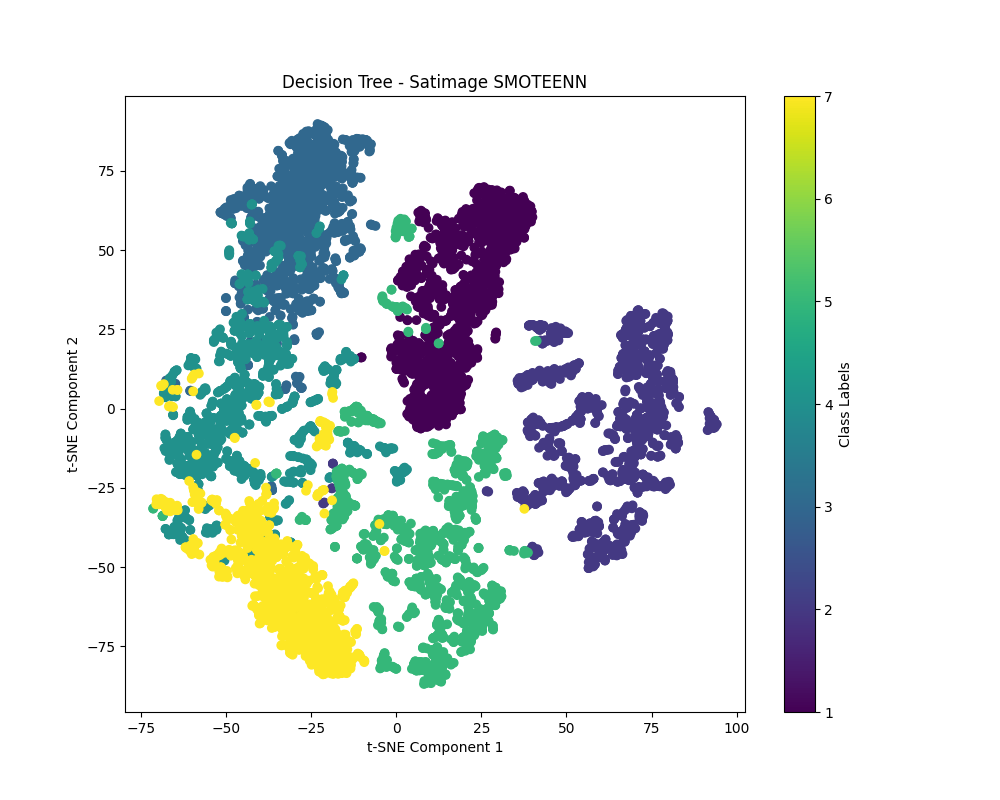 Decision Tree - Satimage SMOTEENN
75
50
25
0
−25
−50
−75
t-SNE Component 2
−75 −50 −25 0 25 50 75 100
t-SNE Component 1
7
6
5
4
3
2
1
Class Labels